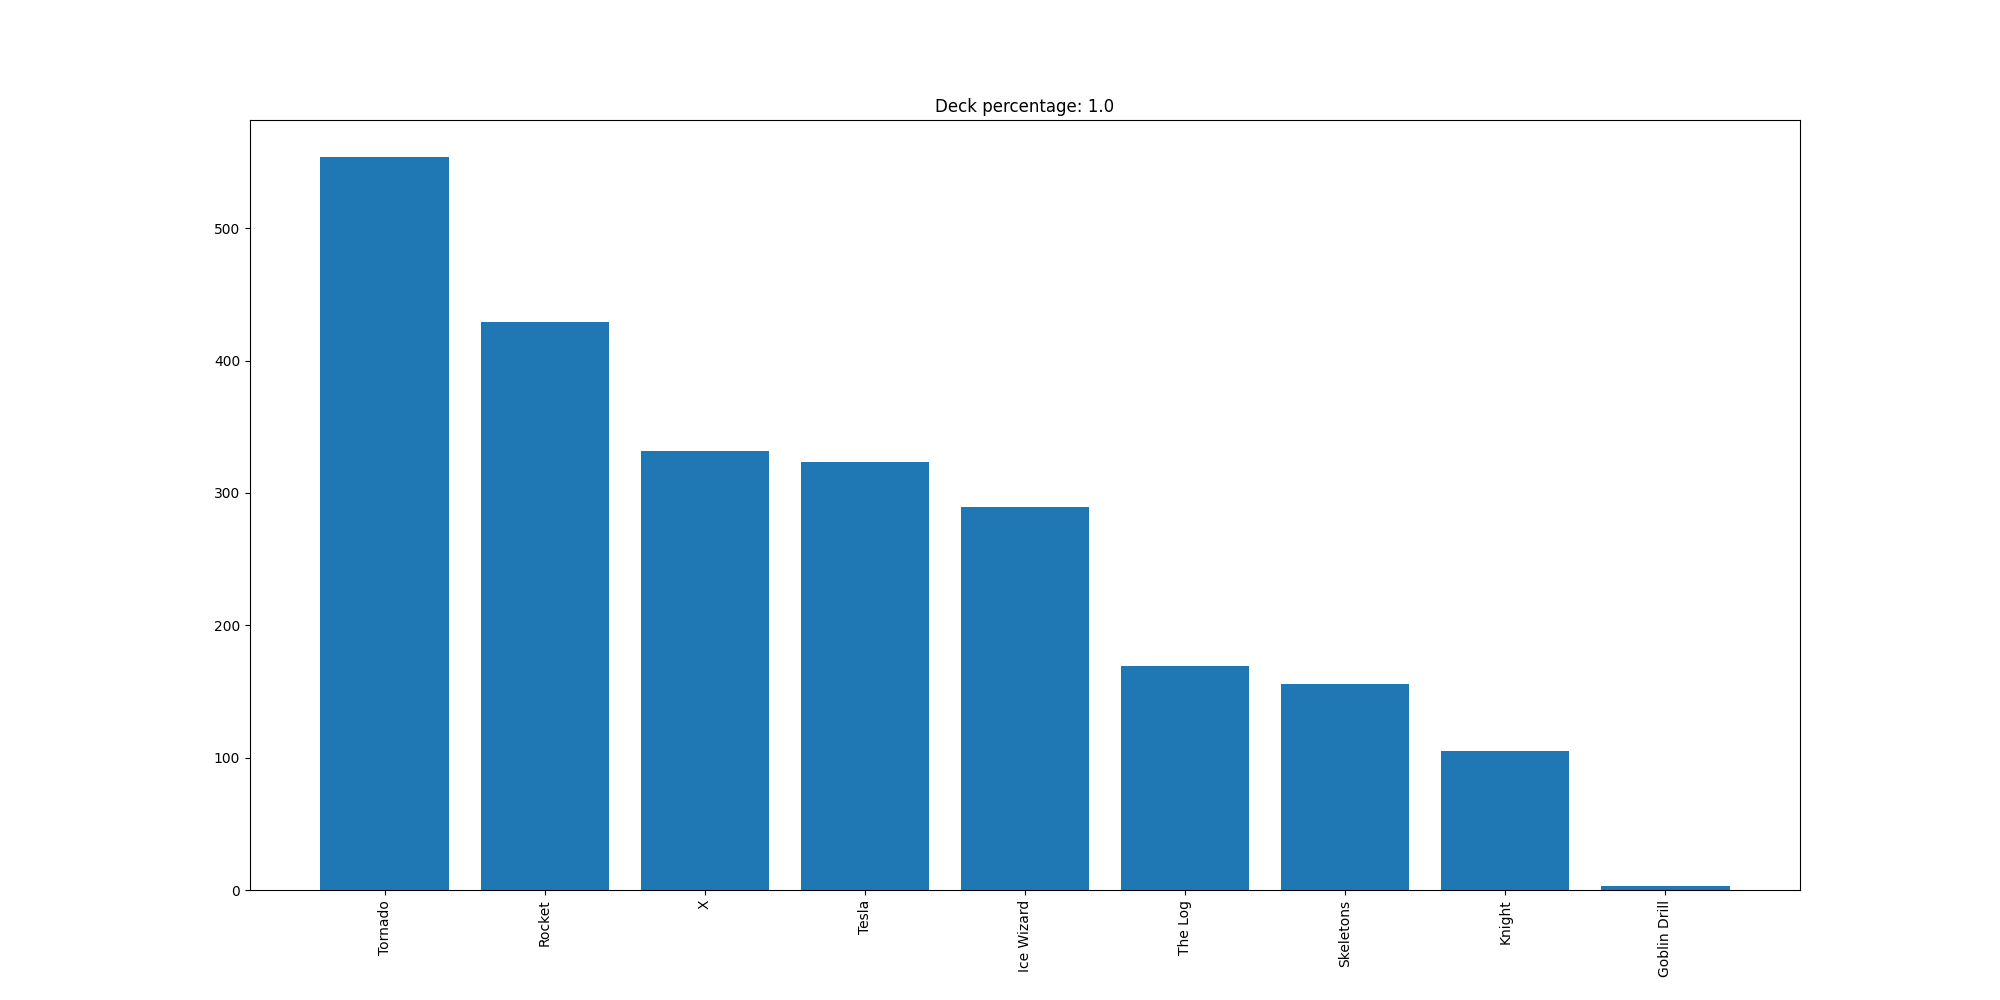 Deck percentage: 1.0
500
400
300
200
100
0
Tornado
Rocket
X
Tesla
Ice Wizard
The Log
Skeletons
Knight
Goblin Drill